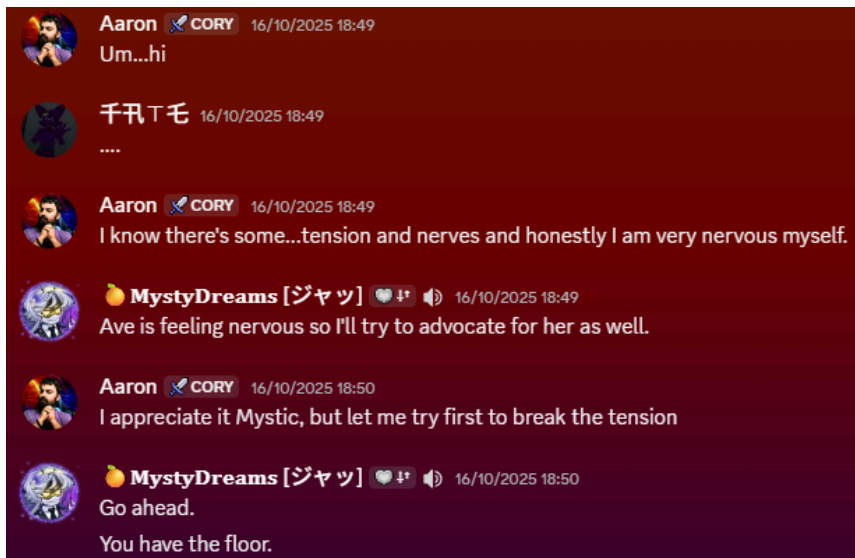 Aaron CORY 16/10/2025 18:49
Um...hi
千卂ㄒ乇 16/10/2025 18:49
....
Aaron CORY 16/10/2025 18:49
I know there's some...tension and nerves and honestly I am very nervous myself.
🍊MystyDreams [ジャッ] 16/10/2025 18:49
Ave is feeling nervous so I'll try to advocate for her as well.
Aaron CORY 16/10/2025 18:50
I appreciate it Mystic, but let me try first to break the tension
🍊MystyDreams [ジャッ] 16/10/2025 18:50
Go ahead.
You have the floor.